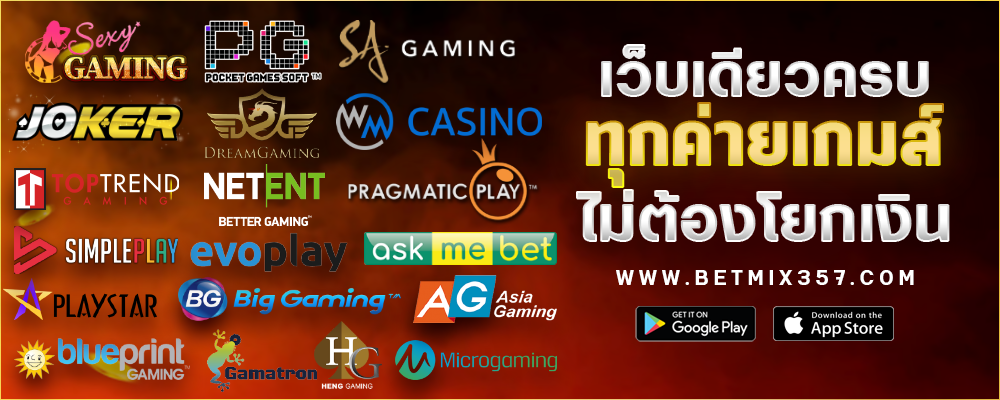 Sexy
GAMING
PG
POCKET GAMES SOFT™
SA GAMING
JOKER
DG
DREAMGAMING
WM CASINO
TOPTREND
GAMING
NETENT
BETTER GAMING™
PRAGMATIC PLAY™
SIMPLEPLAY
evoplay
ask me bet
PLAYSTAR
BG Big Gaming™
AG Asia
Gaming
blueprint
GAMING™
Gamatron
HG
HENG GAMING
Microgaming
เว็บเดียวครบ
ทุกค่ายเกมส์
ไม่ต้องโยกเงิน
WWW.BETMIX357.COM
GET IT ON
Google Play
Download on the
App Store